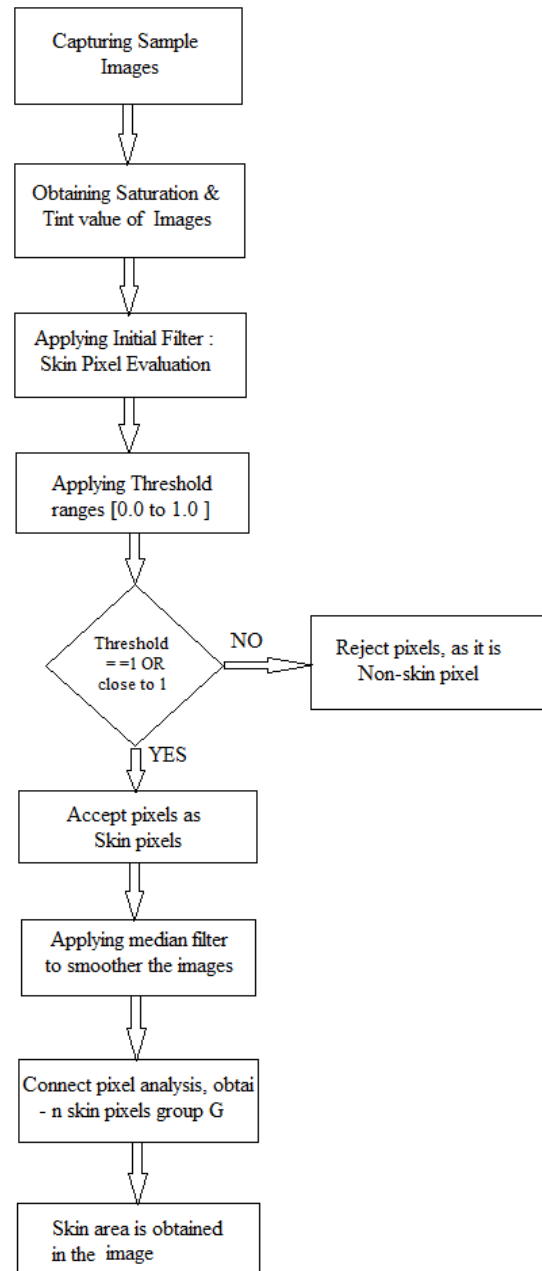 Capturing Sample
Images
Obtaining Saturation &
Tint value of Images
Applying Initial Filter :
Skin Pixel Evaluation
Applying Threshold
ranges [0.0 to 1.0 ]
Threshold
= =1 OR
close to 1
NO
Reject pixels, as it is
Non-skin pixel
YES
Accept pixels as
Skin pixels
Applying median filter
to smoother the images
Connect pixel analysis, obtai
- n skin pixels group G
Skin area is obtained
in the image